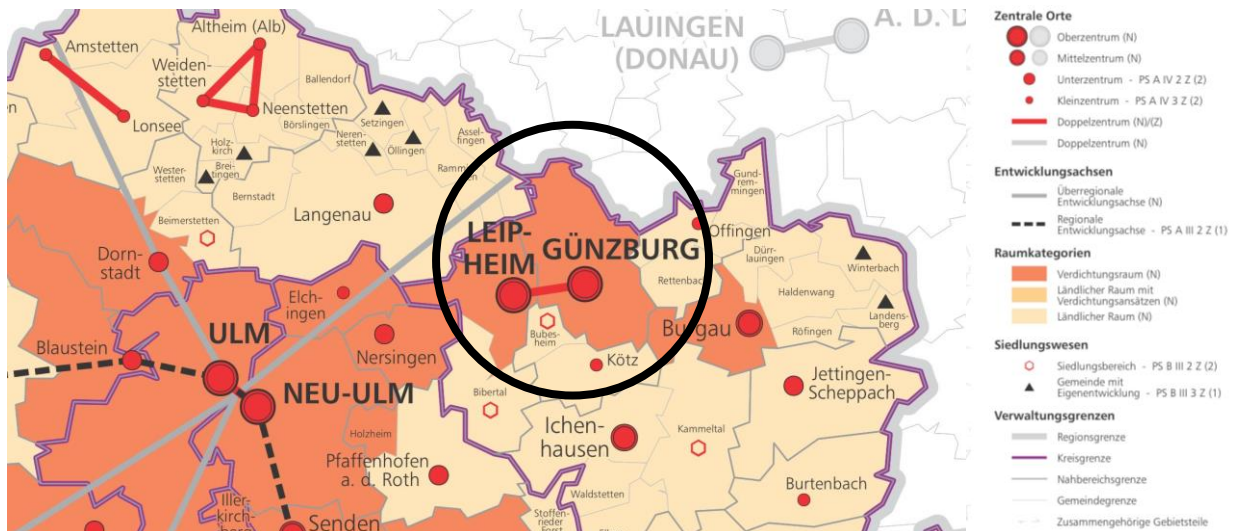 LAUINGEN
(DONAU)
A. D. D
Amstetten
Altheim (Alb)
Weiden-
stetten
Ballendorf
Lonsee
Neenstetten
Börslingen
Setzingen
Neren-
stetten
Öllingen
Assel-
fingen
Holz-
kirch
Brei-
tingen
Wester-
stetten
Bernstadt
Rammin
Langenau
Beimerstetten
Dorn-
stadt
LEIP-
HEIM
GÜNZBURG
Gund-
rem-
mingen
Offingen
Dürr-
lauingen
Rettenbac
Winterbach
Haldenwang
Landens-
berg
Röfingen
Elch-
ingen
ULM
Nersingen
Bubes-
heim
Burgau
Blaustein
NEU-ULM
Kötz
Bibertal
Jettingen-
Scheppach
Holzheim
Ichen-
hausen
Kammeltal
Pfaffenhofen
a. d. Roth
Waldstetten
Burtenbach
Iller-
kirch-
Senden
Stoffen-
rieder
Forst
Zentrale Orte
Oberzentrum (N)
Mittelzentrum (N)
Unterzentrum - PS A IV 2 Z (2)
Kleinzentrum - PS A IV 3 Z (2)
Doppelzentrum (N)/(Z)
Doppelzentrum (N)
Entwicklungsachsen
Überregionale
Entwicklungsachse (N)
Regionale
Entwicklungsachse - PS A III 2 Z (1)
Raumkategorien
Verdichtungsraum (N)
Ländlicher Raum mit
Verdichtungsansätzen (N)
Ländlicher Raum (N)
Siedlungswesen
Siedlungsbereich - PS B III 2 Z (2)
Gemeinde mit
Eigenentwicklung - PS B III 3 Z (1)
Verwaltungsgrenzen
Regionsgrenze
Kreisgrenze
Nahbereichsgrenze
Gemeindegrenze
Zusammengehörige Gebietsteile